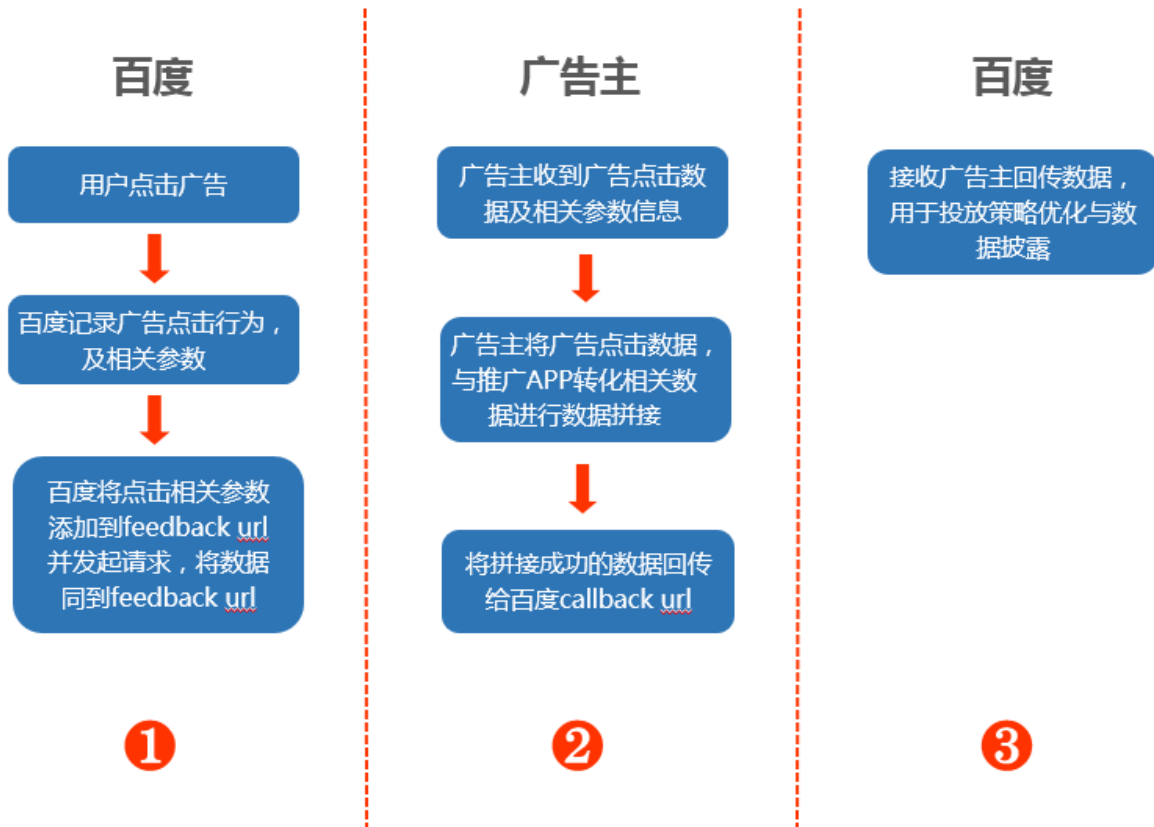 百度
用户点击广告
百度记录广告点击行为，
及相关参数
百度将点击相关参数
添加到feedback url
并发起请求，将数据
同到feedback url
1
广告主
广告主收到广告点击数
据及相关参数信息
广告主将广告点击数据，
与推广APP转化相关数
据进行数据拼接
将拼接成功的数据回传
给百度callback url
2
百度
接收广告主回传数据，
用于投放策略优化与数
据披露
3